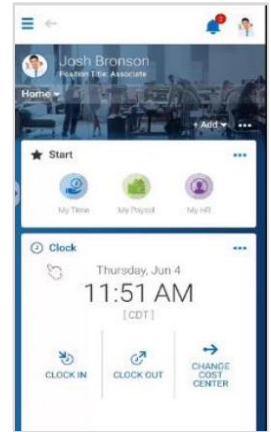 Josh Bronson
Position Title: Associate
Home
+ Add
Start
My Time
My Payroll
My HR
Clock
Thursday, Jun 4
11:51 AM
[ CDT ]
CLOCK IN
CLOCK OUT
CHANGE
COST
CENTER